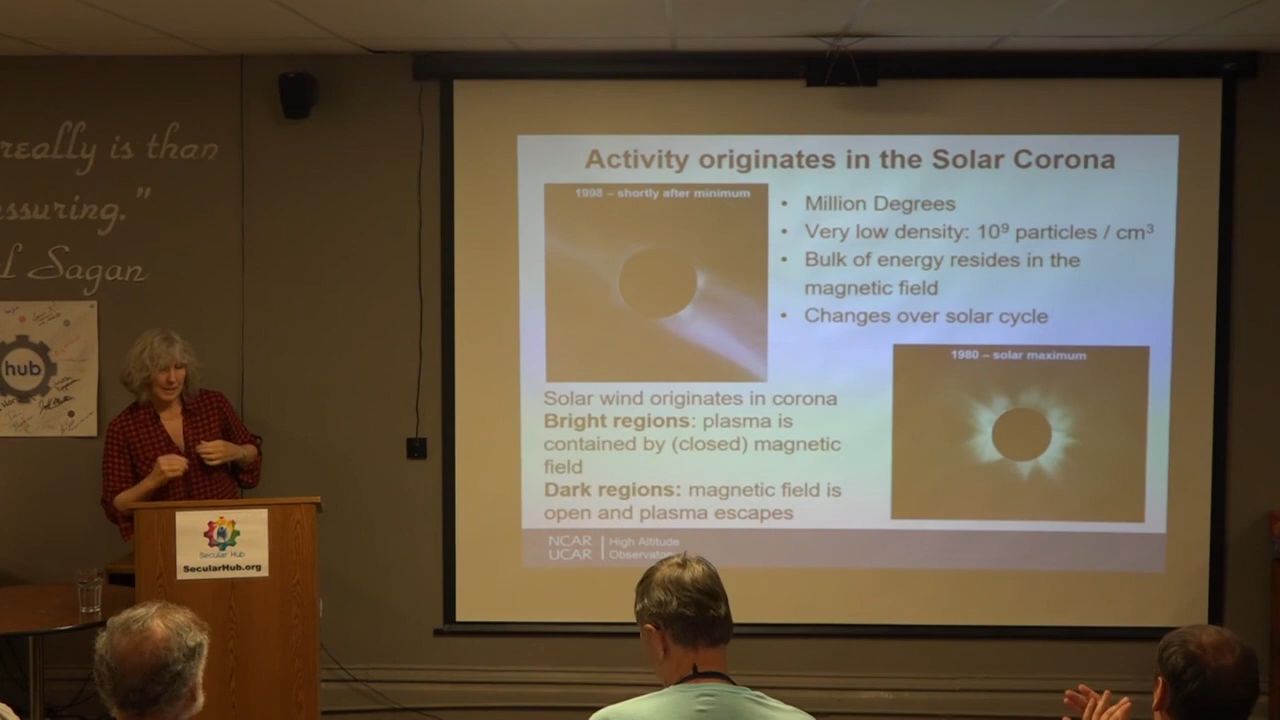 really is than
ssuring."
l Sagan
hub
Activity originates in the Solar Corona
1998 – shortly after minimum
• Million Degrees
• Very low density: 10⁹ particles / cm³
• Bulk of energy resides in the
magnetic field
• Changes over solar cycle
1980 – solar maximum
Solar wind originates in corona
Bright regions: plasma is
contained by (closed) magnetic
field
Dark regions: magnetic field is
open and plasma escapes
NCAR
UCAR
High Altitude
Observator
Secular Hub
SecularHub.org